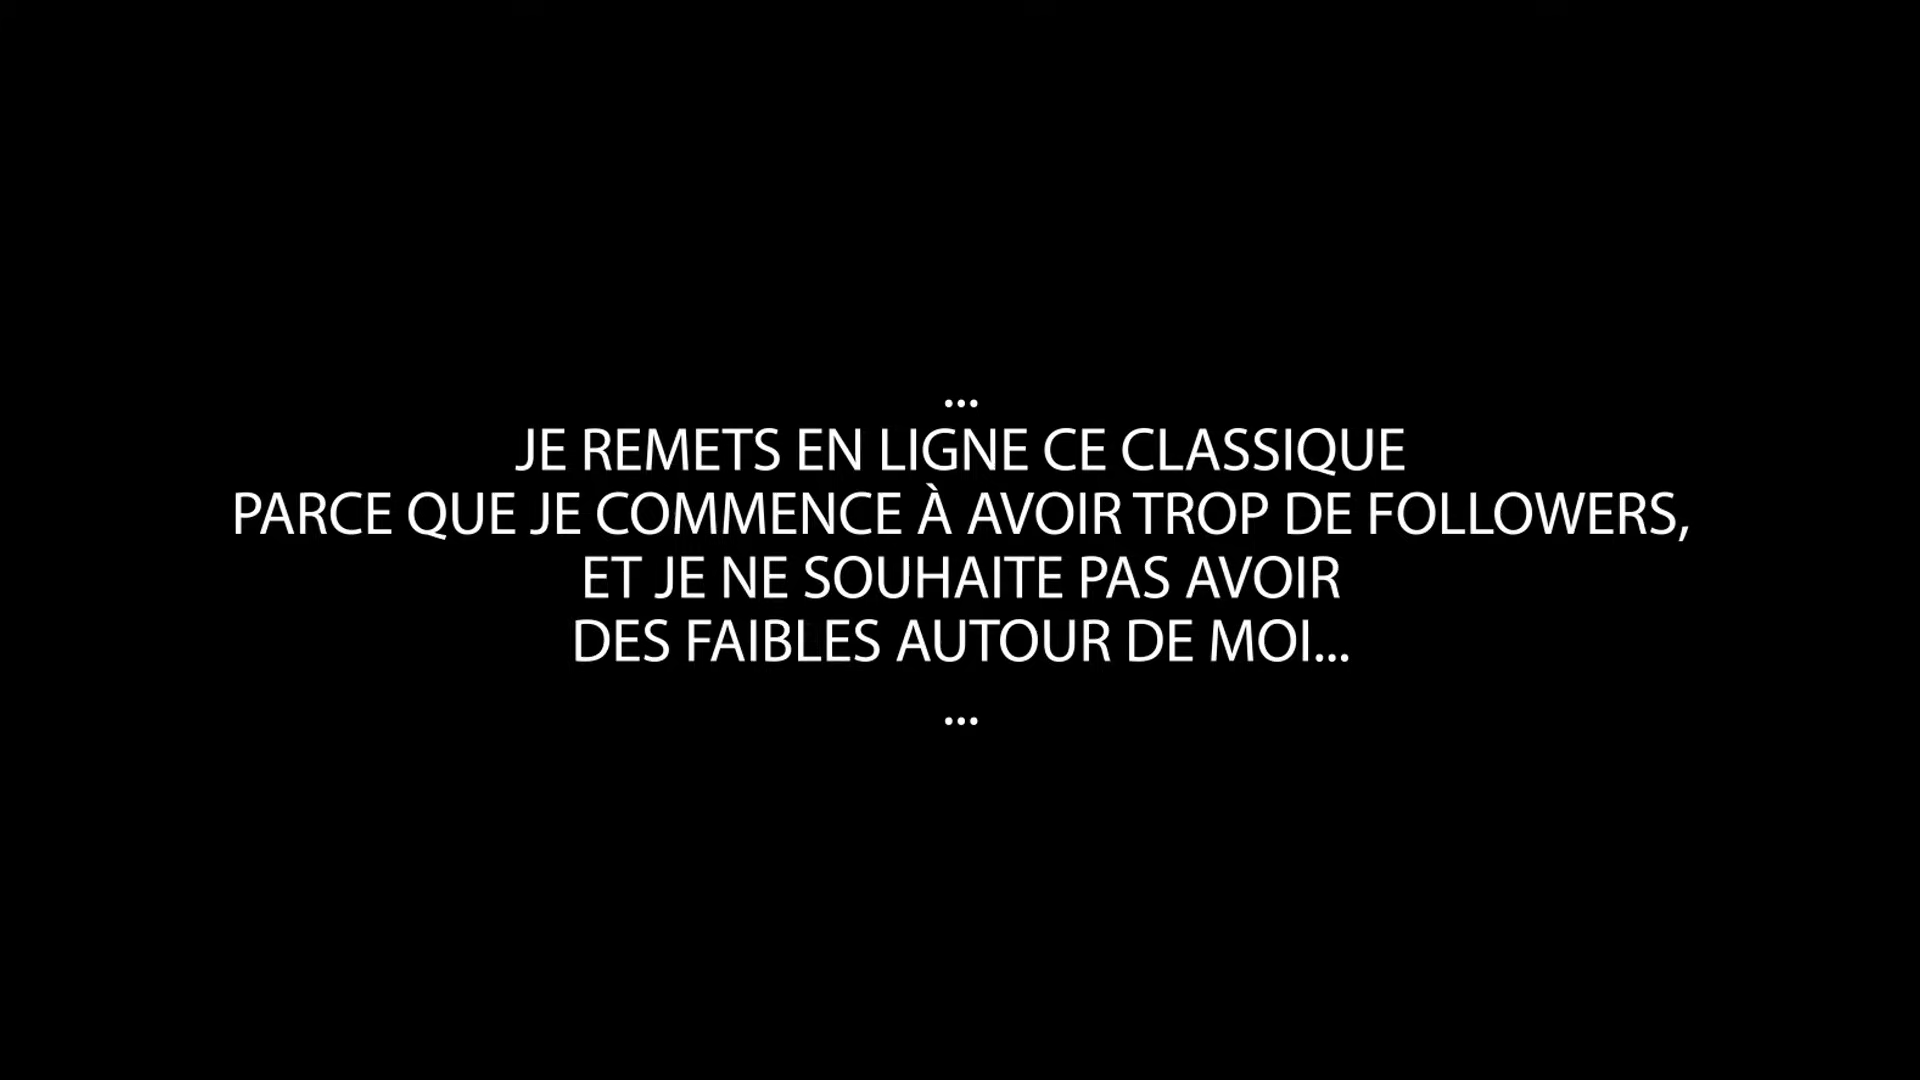 ...
JE REMETS EN LIGNE CE CLASSIQUE
PARCE QUE JE COMMENCE À AVOIR TROP DE FOLLOWERS,
ET JE NE SOUHAITE PAS AVOIR
DES FAIBLES AUTOUR DE MOI...
...